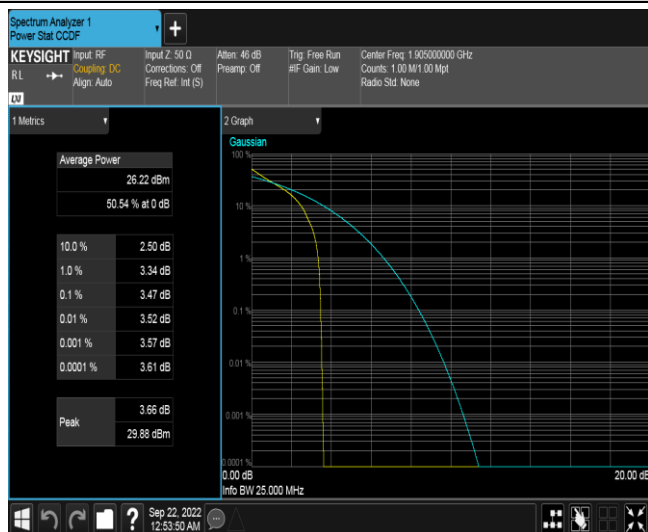 Spectrum Analyzer 1
Power Stat CCDF
+
KEYSIGHT
RL
LXI
Input: RF
Coupling: DC
Align: Auto
Input Z: 50 Ω
Corrections: Off
Freq Ref: Int (S)
Atten: 46 dB
Preamp: Off
Trig: Free Run
#IF Gain: Low
Center Freq: 1.905000000 GHz
Counts: 1.00 M/1.00 Mpt
Radio Std: None
1 Metrics
Average Power
26.22 dBm
50.54 % at 0 dB
10.0 % 2.50 dB
1.0 % 3.34 dB
0.1 % 3.47 dB
0.01 % 3.52 dB
0.001 % 3.57 dB
0.0001 % 3.61 dB
Peak
3.66 dB
29.88 dBm
2 Graph
Gaussian
100 %
10 %
1 %
0.1 %
0.01 %
0.001 %
0.0001 %
0.00 dB
20.00 dB
Info BW 25.000 MHz
?
Sep 22, 2022
12:53:50 AM